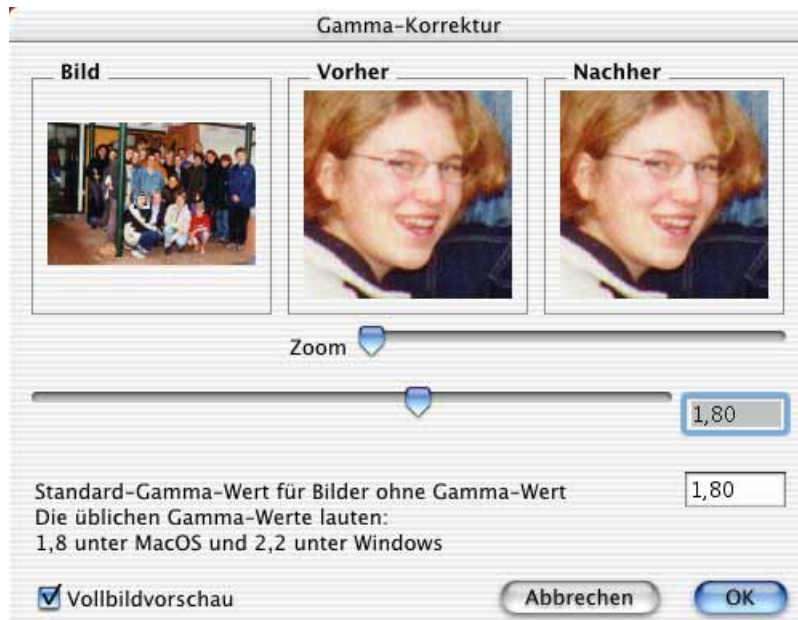 Gamma-Korrektur
Bild
Vorher
Nachher
Zoom
1,80
Standard-Gamma-Wert für Bilder ohne Gamma-Wert
1,80
Die üblichen Gamma-Werte lauten:
1,8 unter MacOS und 2,2 unter Windows
Vollbildvorschau
Abbrechen
OK